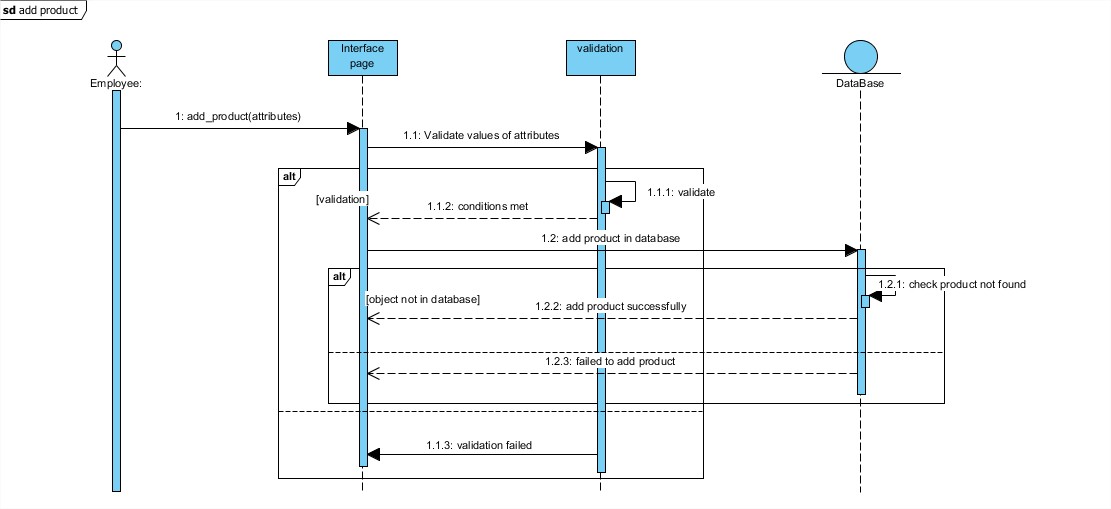 sd add product
Interface
page
validation
Employee:
DataBase
1: add_product(attributes)
1.1: Validate values of attributes
alt
[validation]
1.1.1: validate
1.1.2: conditions met
1.2: add product in database
alt
1.2.1: check product not found
[object not in database]
1.2.2: add product successfully
1.2.3: failed to add product
1.1.3: validation failed